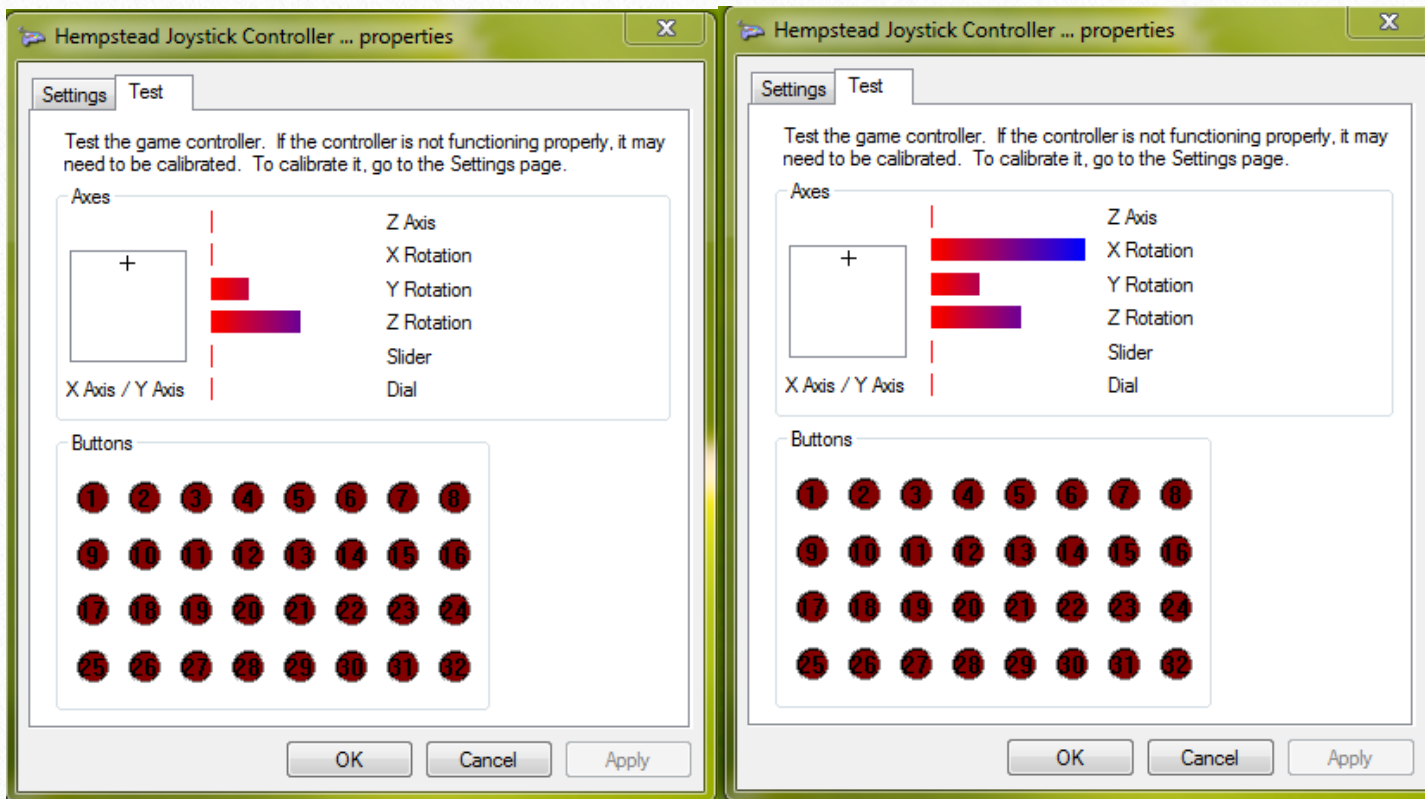 Hempstead Joystick Controller ... properties
Settings Test
Test the game controller. If the controller is not functioning properly, it may
need to be calibrated. To calibrate it, go to the Settings page.
Axes
Z Axis
X Rotation
Y Rotation
Z Rotation
Slider
Dial
X Axis / Y Axis
Buttons
1 2 3 4 5 6 7 8
9 10 11 12 13 14 15 16
17 18 19 20 21 22 23 24
25 26 27 28 29 30 31 32
OK Cancel Apply
Hempstead Joystick Controller ... properties
Settings Test
Test the game controller. If the controller is not functioning properly, it may
need to be calibrated. To calibrate it, go to the Settings page.
Axes
Z Axis
X Rotation
Y Rotation
Z Rotation
Slider
Dial
X Axis / Y Axis
Buttons
1 2 3 4 5 6 7 8
9 10 11 12 13 14 15 16
17 18 19 20 21 22 23 24
25 26 27 28 29 30 31 32
OK Cancel Apply